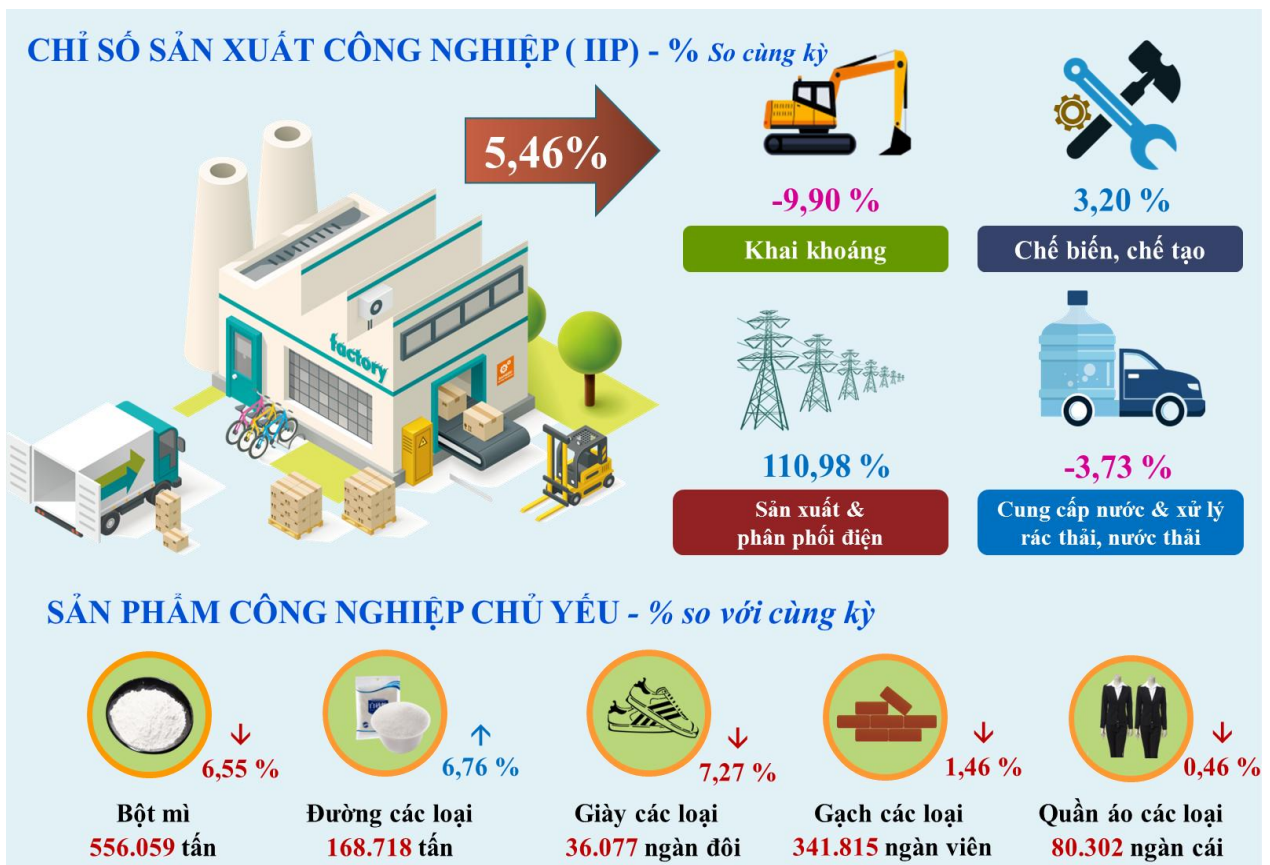 CHỈ SỐ SẢN XUẤT CÔNG NGHIỆP ( IIP) - % So cùng kỳ
5,46%
-9,90 %
Khai khoáng
3,20 %
Chế biến, chế tạo
factory
110,98 %
Sản xuất &
phân phối điện
-3,73 %
Cung cấp nước & xử lý
rác thải, nước thải
SẢN PHẨM CÔNG NGHIỆP CHỦ YẾU - % so với cùng kỳ
↓
6,55 %
Bột mì
556.059 tấn
↑
6,76 %
Đường các loại
168.718 tấn
↓
7,27 %
Giày các loại
36.077 ngàn đôi
↓
1,46 %
Gạch các loại
341.815 ngàn viên
↓
0,46 %
Quần áo các loại
80.302 ngàn cái